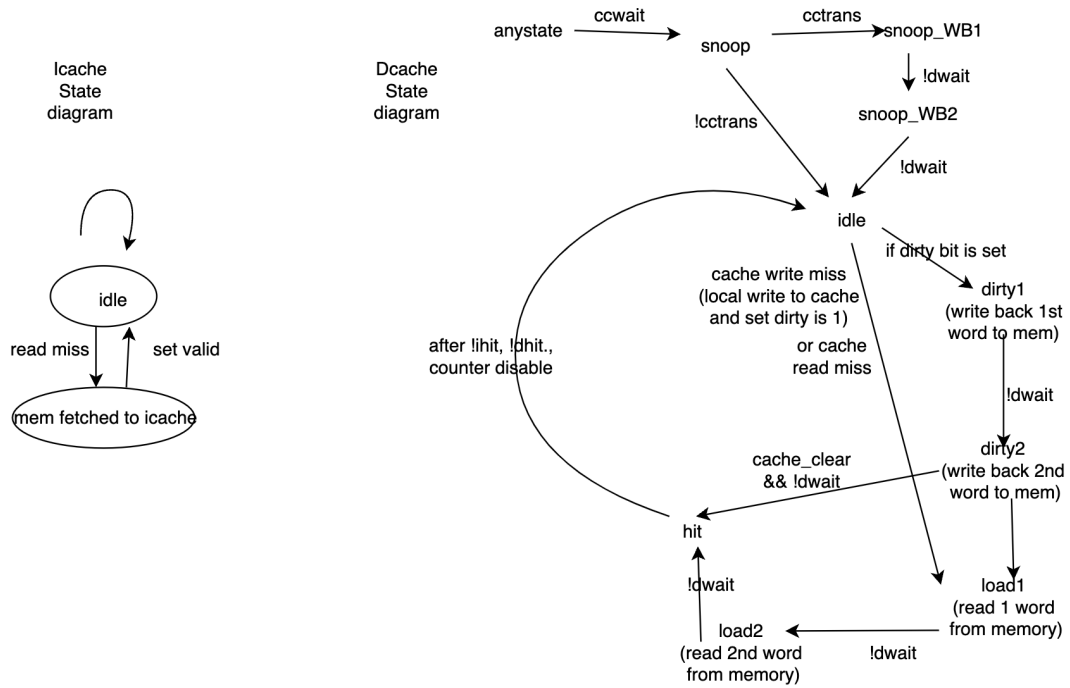 Icache
State
diagram
idle
read miss
set valid
mem fetched to icache
Dcache
State
diagram
anystate
ccwait
snoop
cctrans
snoop_WB1
!dwait
snoop_WB2
!cctrans
!dwait
idle
if dirty bit is set
dirty1
(write back 1st
word to mem)
cache write miss
(local write to cache
and set dirty is 1)
or cache
read miss
after !ihit, !dhit.,
counter disable
!dwait
dirty2
(write back 2nd
word to mem)
cache_clear
&& !dwait
hit
load1
(read 1 word
from memory)
!dwait
load2
(read 2nd word
from memory)
!dwait